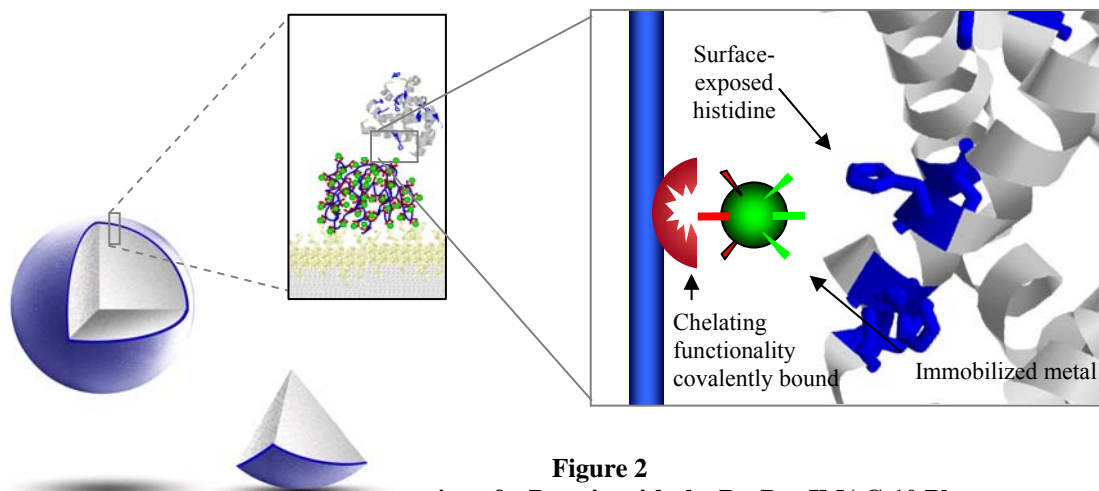 Surface-
exposed
histidine
Chelating
functionality
covalently bound
Immobilized metal
Figure 2